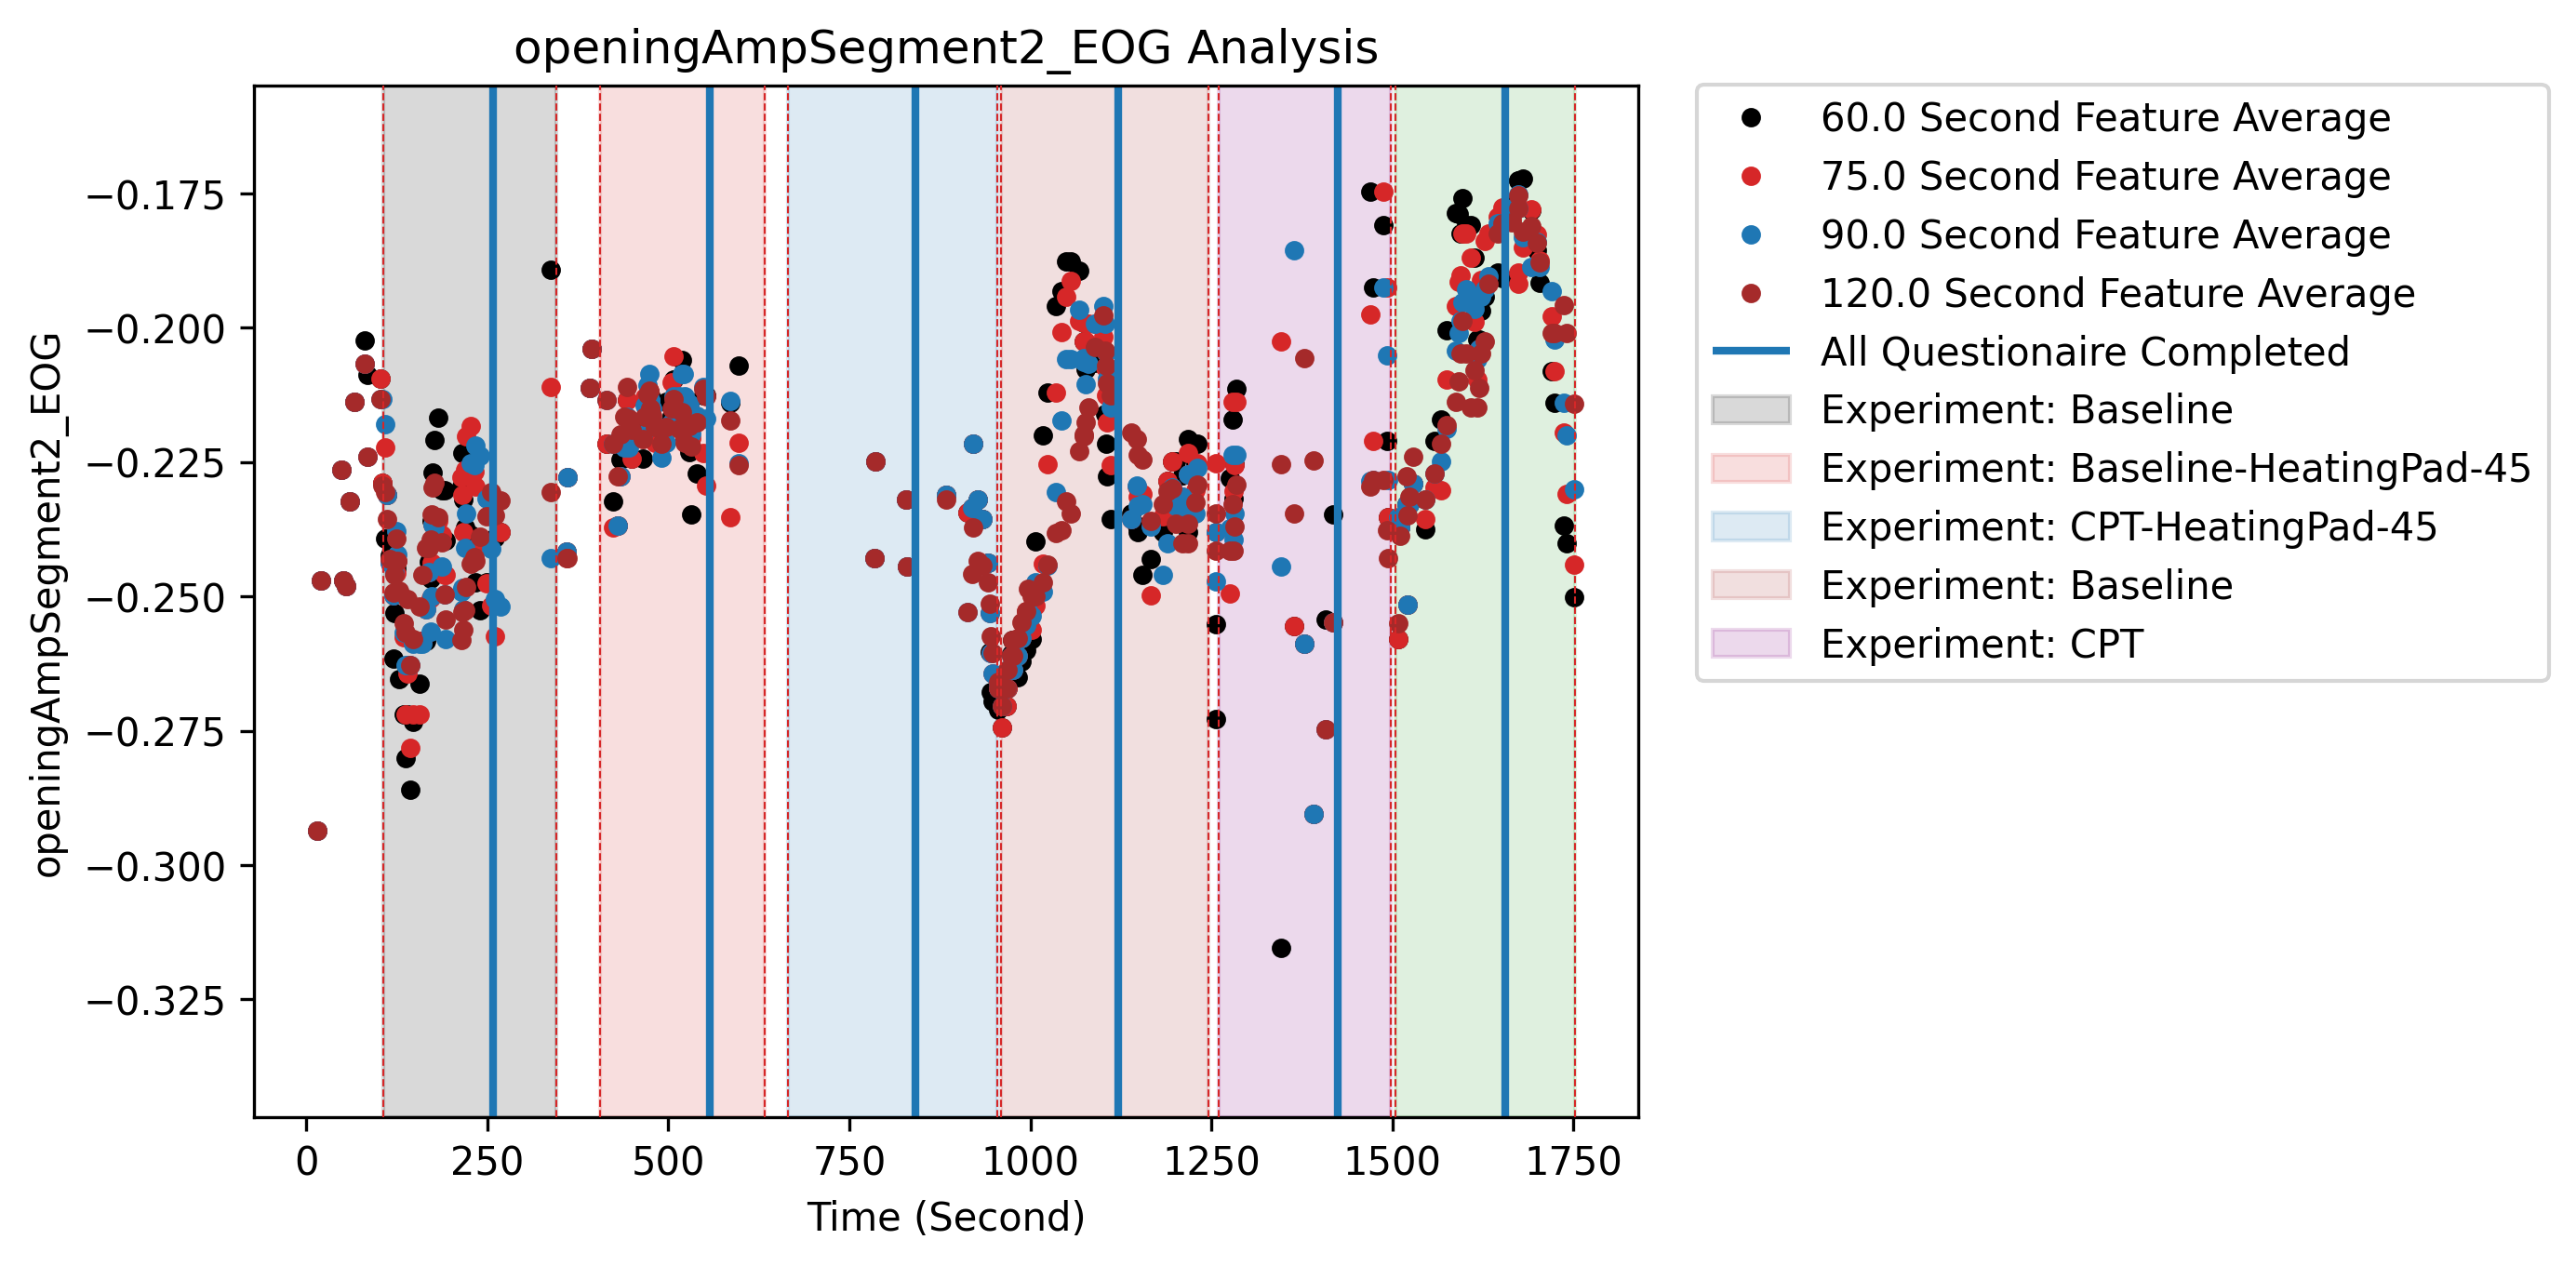 openingAmpSegment2_EOG Analysis
openingAmpSegment2_EOG
−0.175
−0.200
−0.225
−0.250
−0.275
−0.300
−0.325
0 250 500 750 1000 1250 1500 1750
Time (Second)
60.0 Second Feature Average
75.0 Second Feature Average
90.0 Second Feature Average
120.0 Second Feature Average
All Questionaire Completed
Experiment: Baseline
Experiment: Baseline-HeatingPad-45
Experiment: CPT-HeatingPad-45
Experiment: Baseline
Experiment: CPT